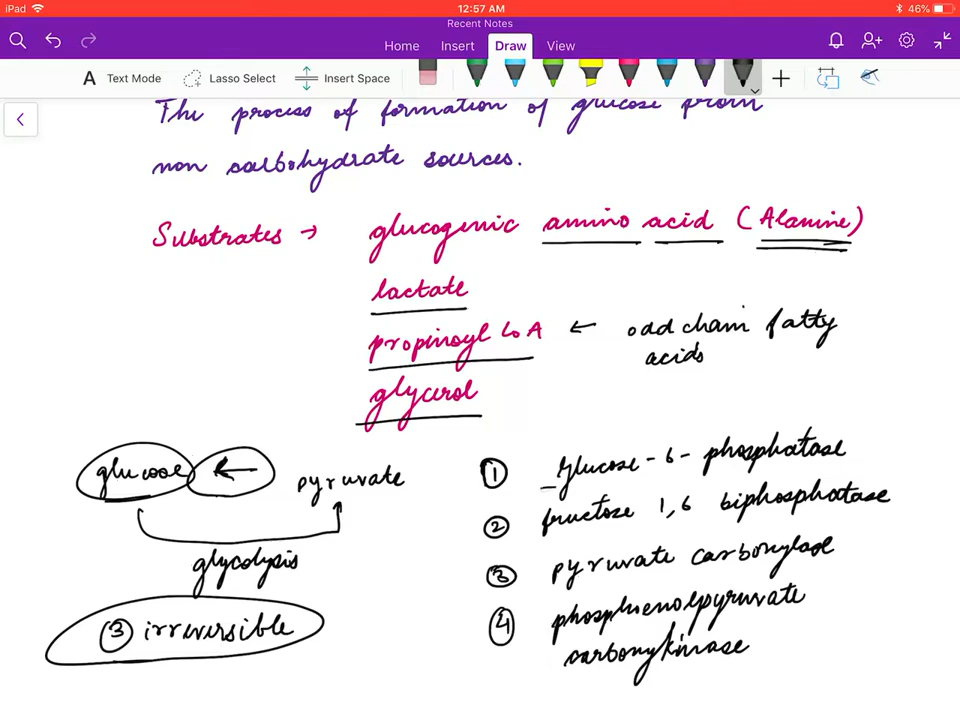 iPad 12:57 AM 46%
Recent Notes
Home Insert Draw View
A Text Mode Lasso Select Insert Space
The process of formation of glucose from
non carbohydrate sources.
Substrates → glucogenic amino acid (Alanine)
lactate
propinoyl CoA ← odd chain fatty
acids
glycerol
glucose ← pyruvate
glycolysis
③ irreversible
① Glucose-6-phosphatase
② fructose 1,6 biphosphatase
③ pyruvate carboxylase
④ phosphoenolpyruvate
carboxykinase